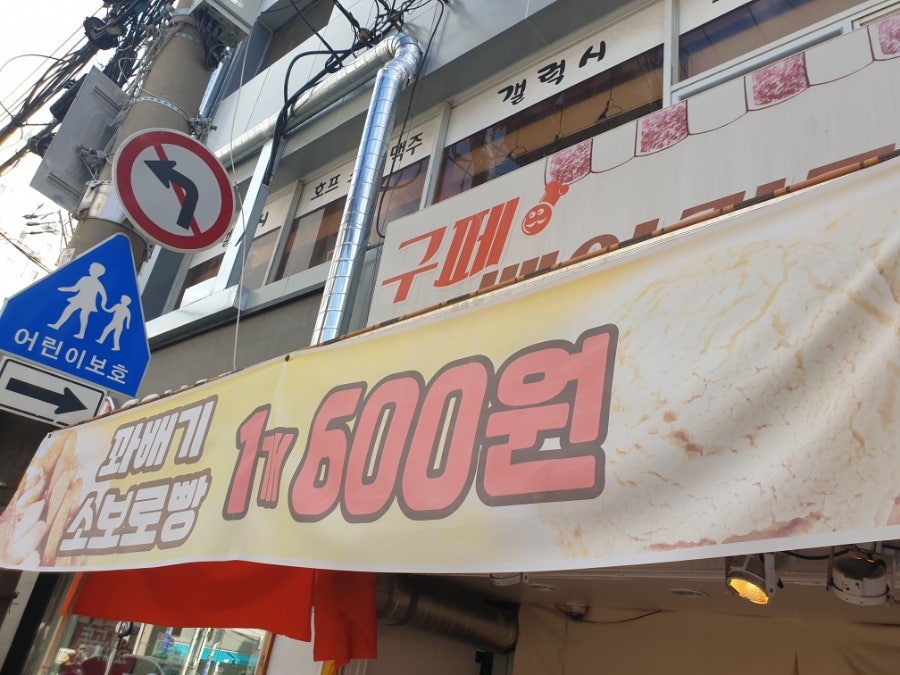 갤럭시
호프
맥주
구페
어린이보호
꽈배기
소보로빵
1개 600원